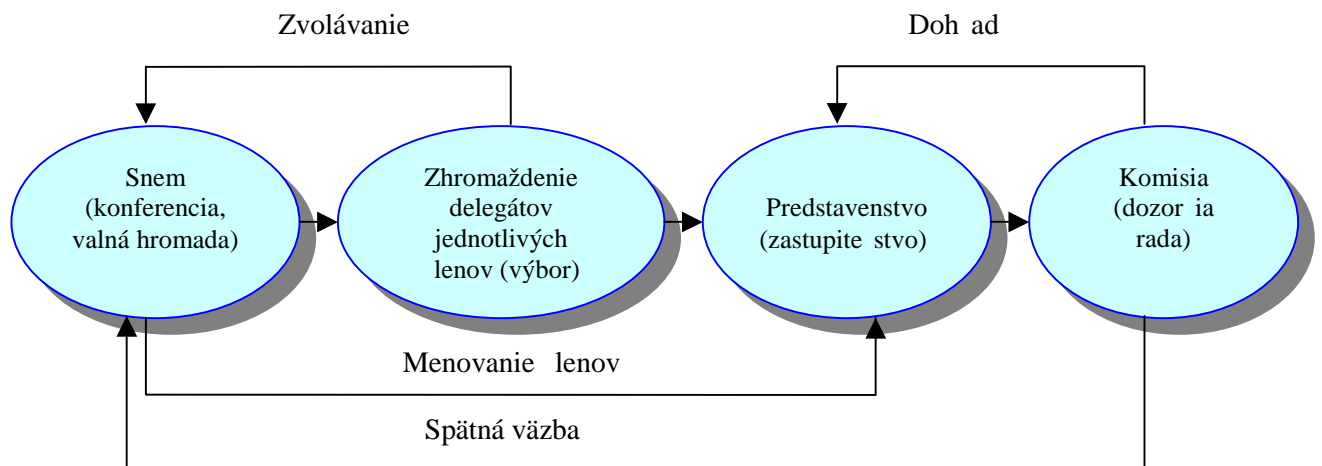 Zvolávanie
Doh ad
Snem
(konferencia,
valná hromada)
Zhromaždenie
delegátov
jednotlivých
lenov (výbor)
Predstavenstvo
(zastupite stvo)
Komisia
(dozor ia
rada)
Menovanie lenov
Spätná väzba